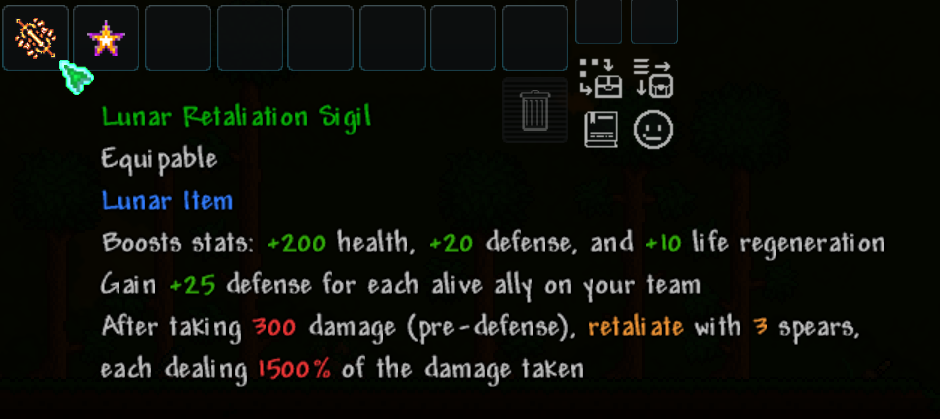 Lunar Retaliation Sigil
Equipable
Lunar Item
Boosts stats: +200 health, +20 defense, and +10 life regeneration
Gain +25 defense for each alive ally on your team
After taking 300 damage (pre-defense), retaliate with 3 spears,
each dealing 1500% of the damage taken